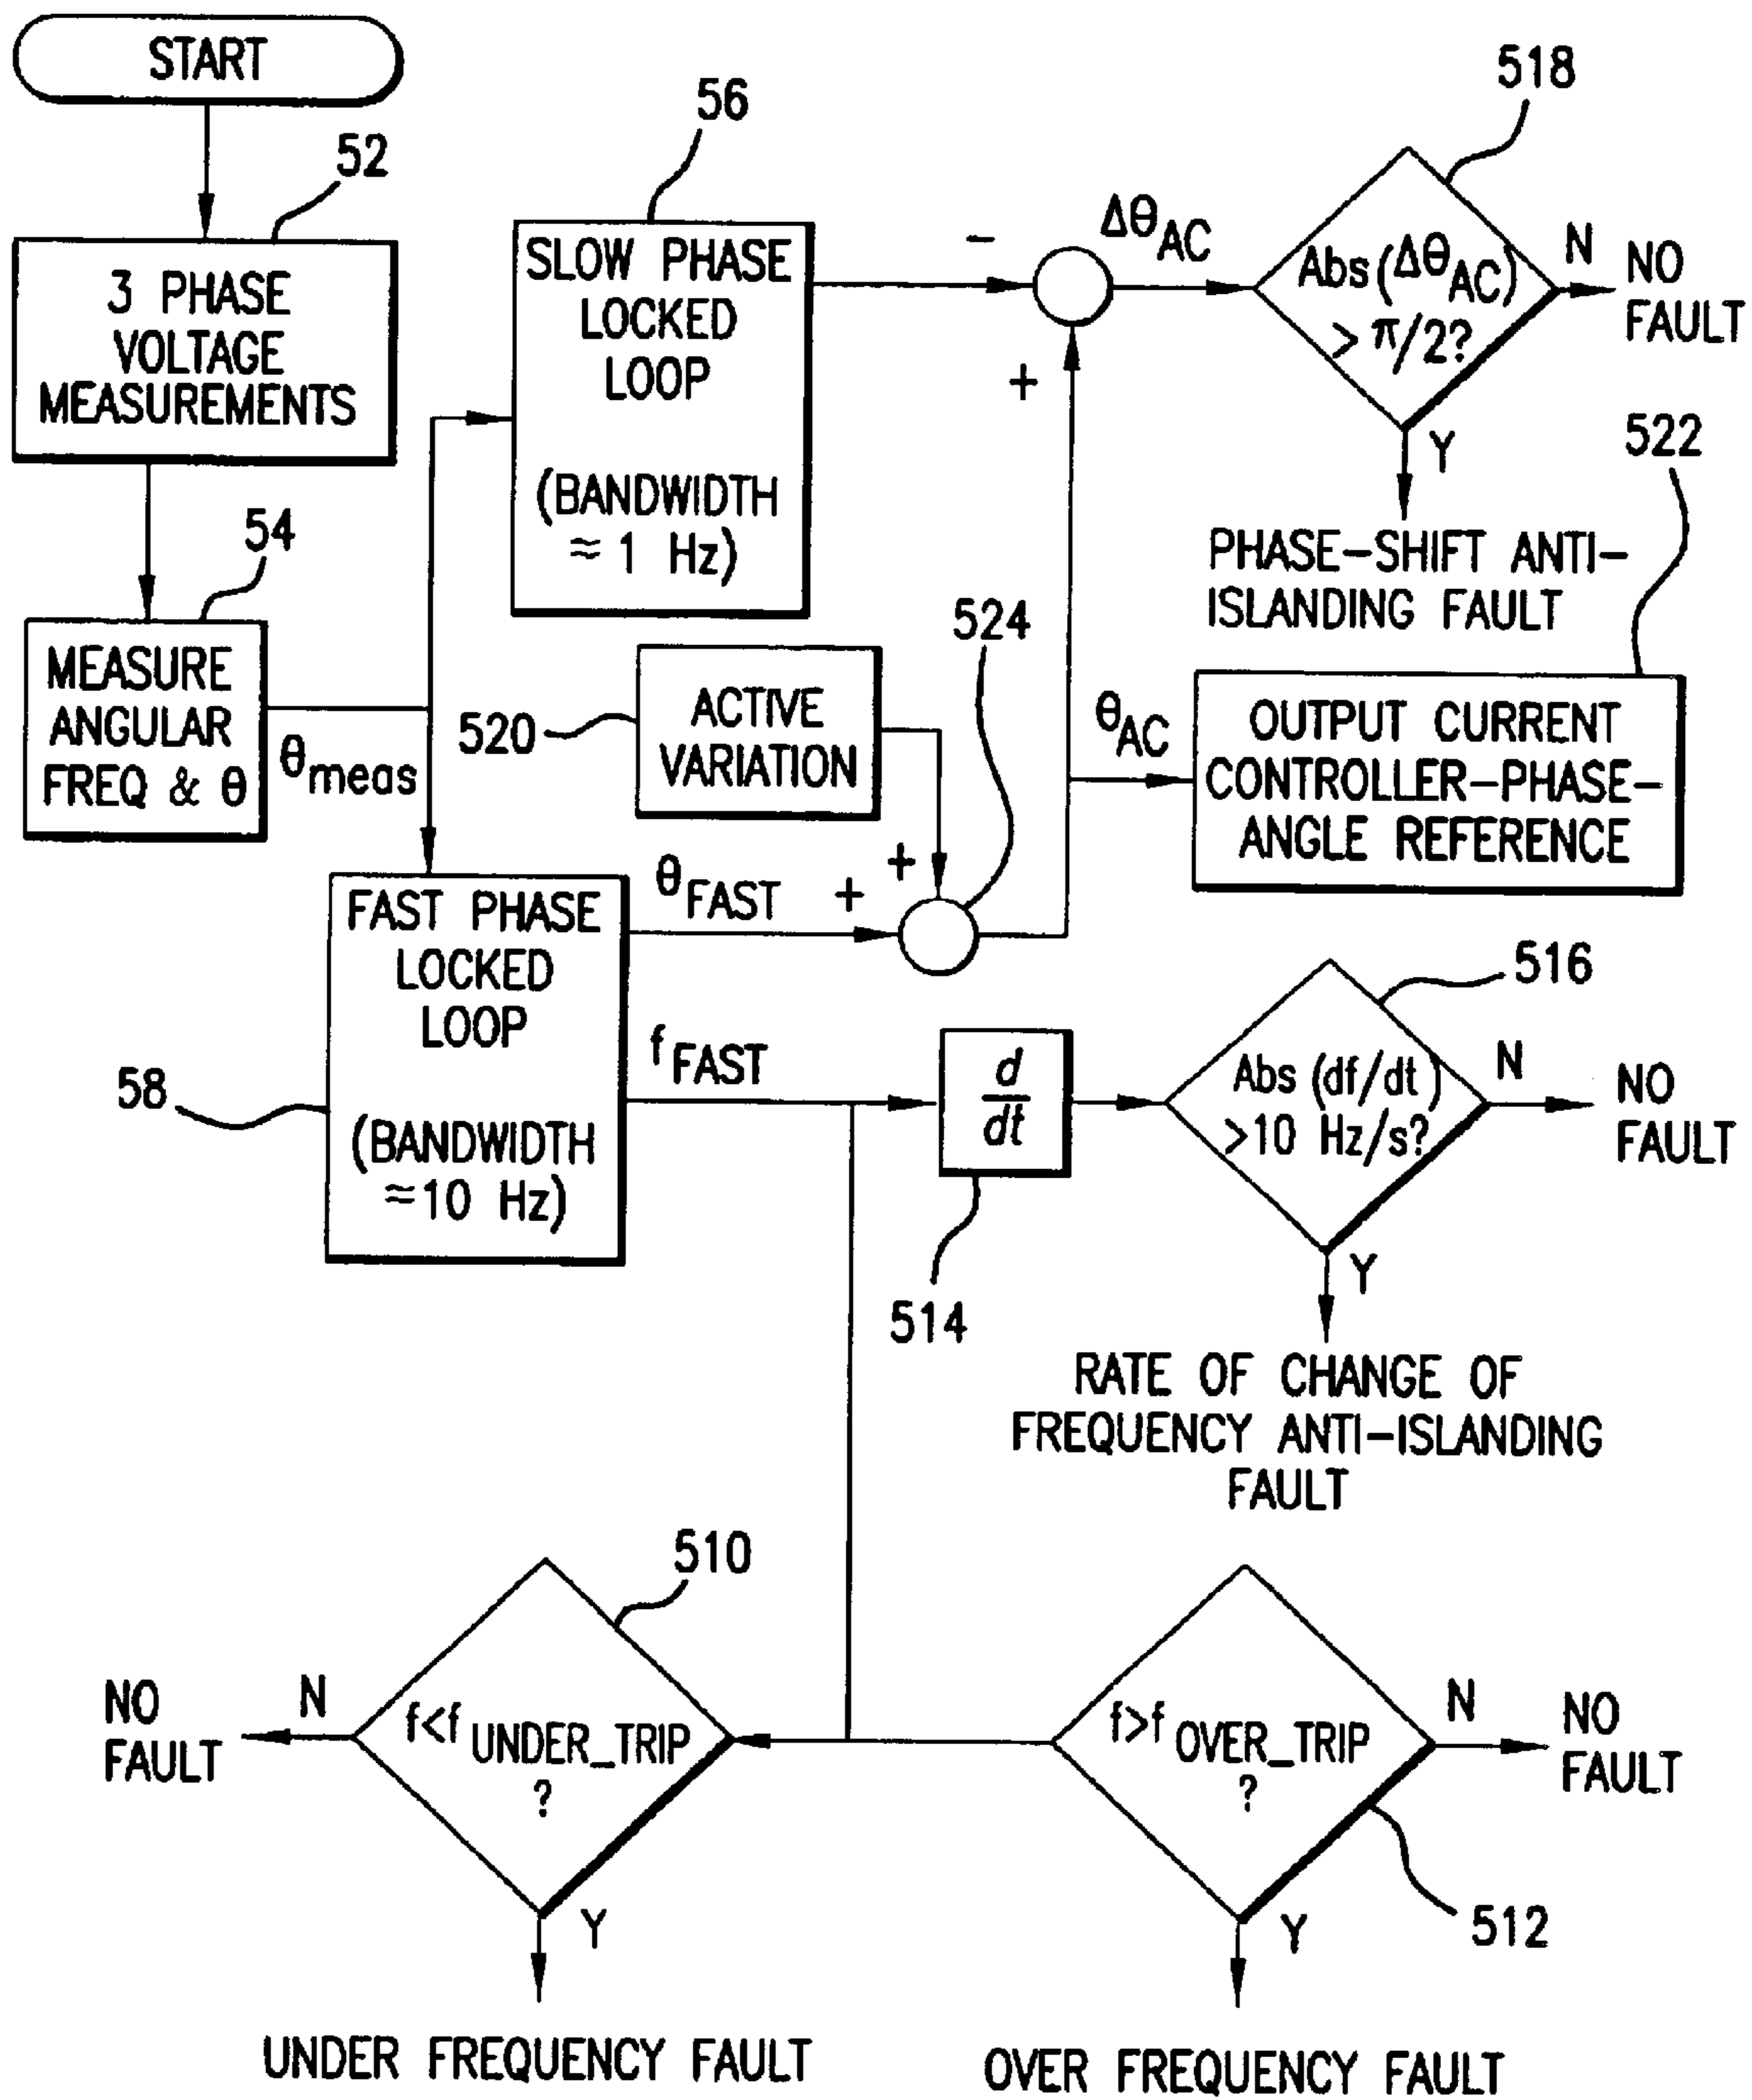 START
52
3 PHASE
VOLTAGE
MEASUREMENTS
54
MEASURE
ANGULAR
FREQ & θ
θmeas
56
SLOW PHASE
LOCKED
LOOP
(BANDWIDTH
≈ 1 Hz)
-
+
ΔθAC
518
Abs(ΔθAC)
> π/2?
N
NO
FAULT
Y
PHASE-SHIFT ANTI-
ISLANDING FAULT
522
θAC
OUTPUT CURRENT
CONTROLLER-PHASE-
ANGLE REFERENCE
520
ACTIVE
VARIATION
524
+
+
θFAST
58
FAST PHASE
LOCKED
LOOP
(BANDWIDTH
≈10 Hz)
fFAST
d
dt
514
516
Abs (df/dt)
>10 Hz/s?
N
NO
FAULT
Y
RATE OF CHANGE OF
FREQUENCY ANTI-ISLANDING
FAULT
510
f<f UNDER_TRIP
?
N
NO
FAULT
Y
UNDER FREQUENCY FAULT
f>f OVER_TRIP
?
N
NO
FAULT
512
Y
OVER FREQUENCY FAULT